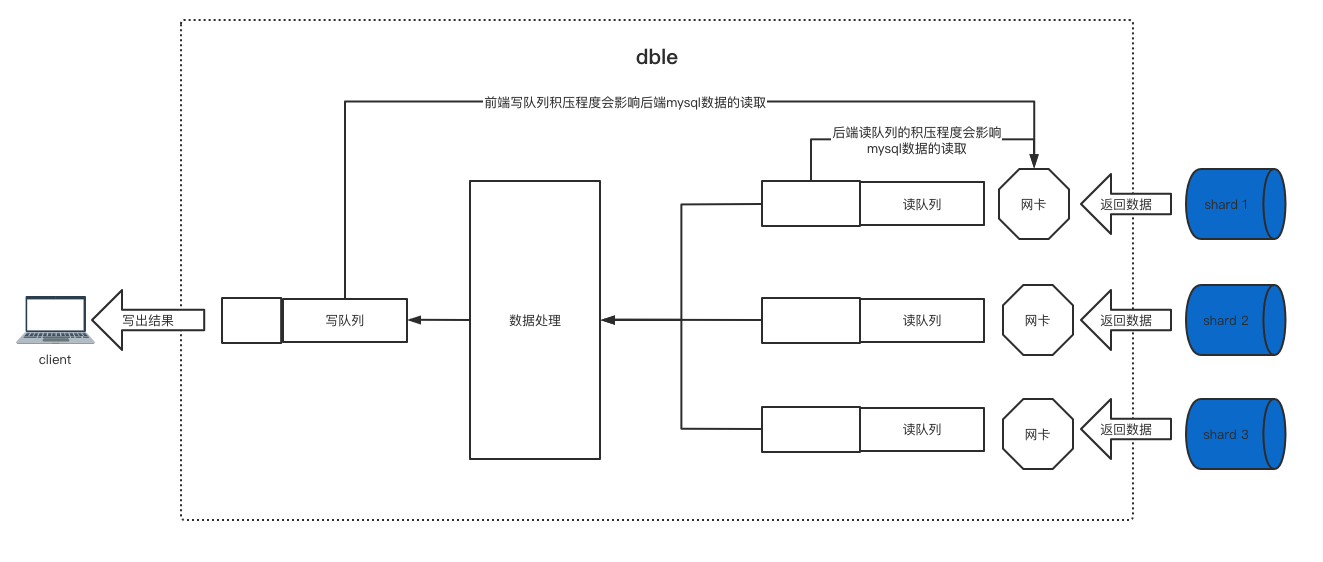 dble
前端写队列积压程度会影响后端mysql数据的读取
后端读队列的积压程度会影响
mysql数据的读取
读队列
网卡
返回数据
shard 1
写出结果
client
写队列
数据处理
读队列
网卡
返回数据
shard 2
读队列
网卡
返回数据
shard 3